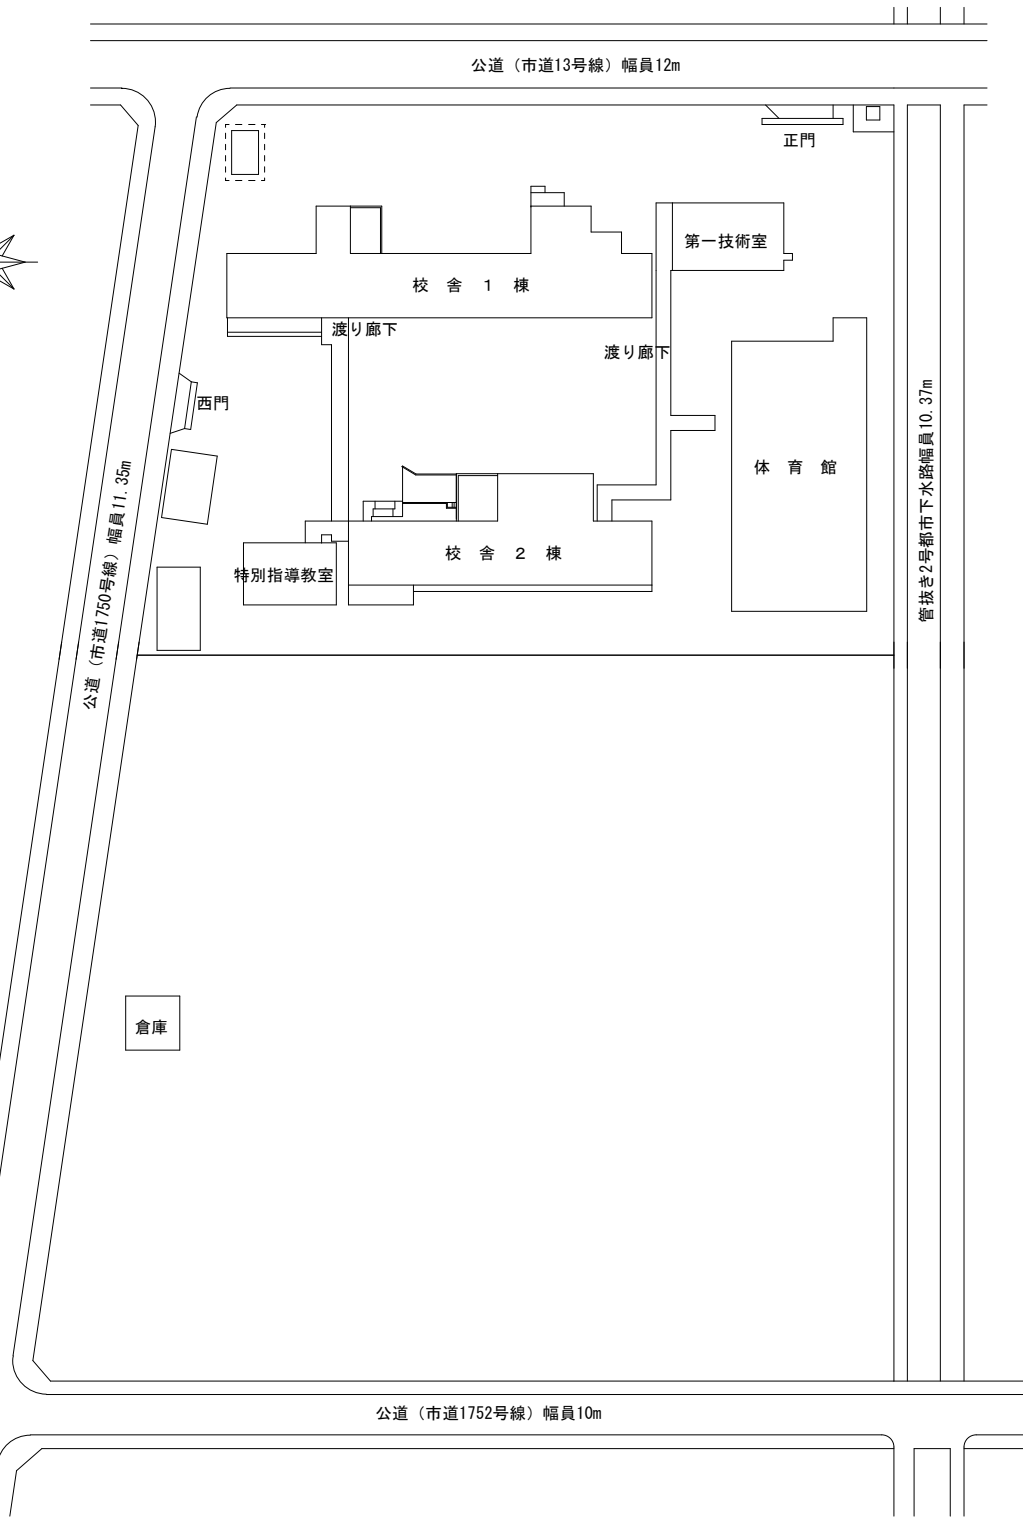 公道（市道13号線）幅員12m
正門
第一技術室
校　舎　１　棟
渡り廊下
渡り廊下
西門
体　育　館
管抜き2号都市下水路幅員10.37m
公道（市道1750号線）幅員11.35m
校　舎　２　棟
特別指導教室
倉庫
公道（市道1752号線）幅員10m